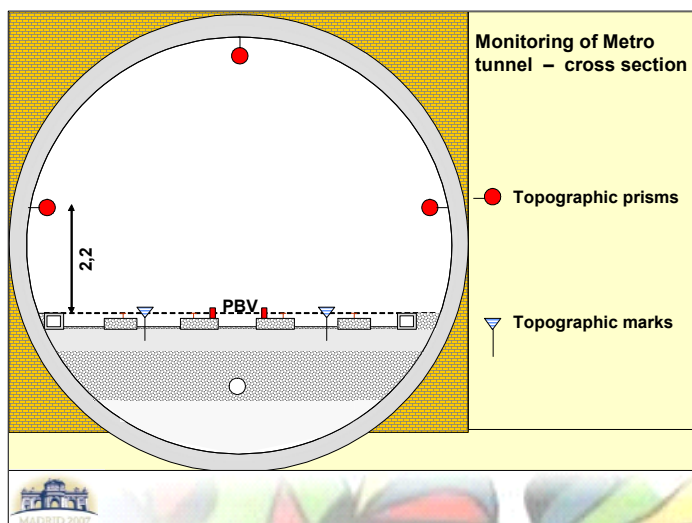 Monitoring of Metro
tunnel – cross section
Topographic prisms
2,2
PBV
Topographic marks
MADRID 2007